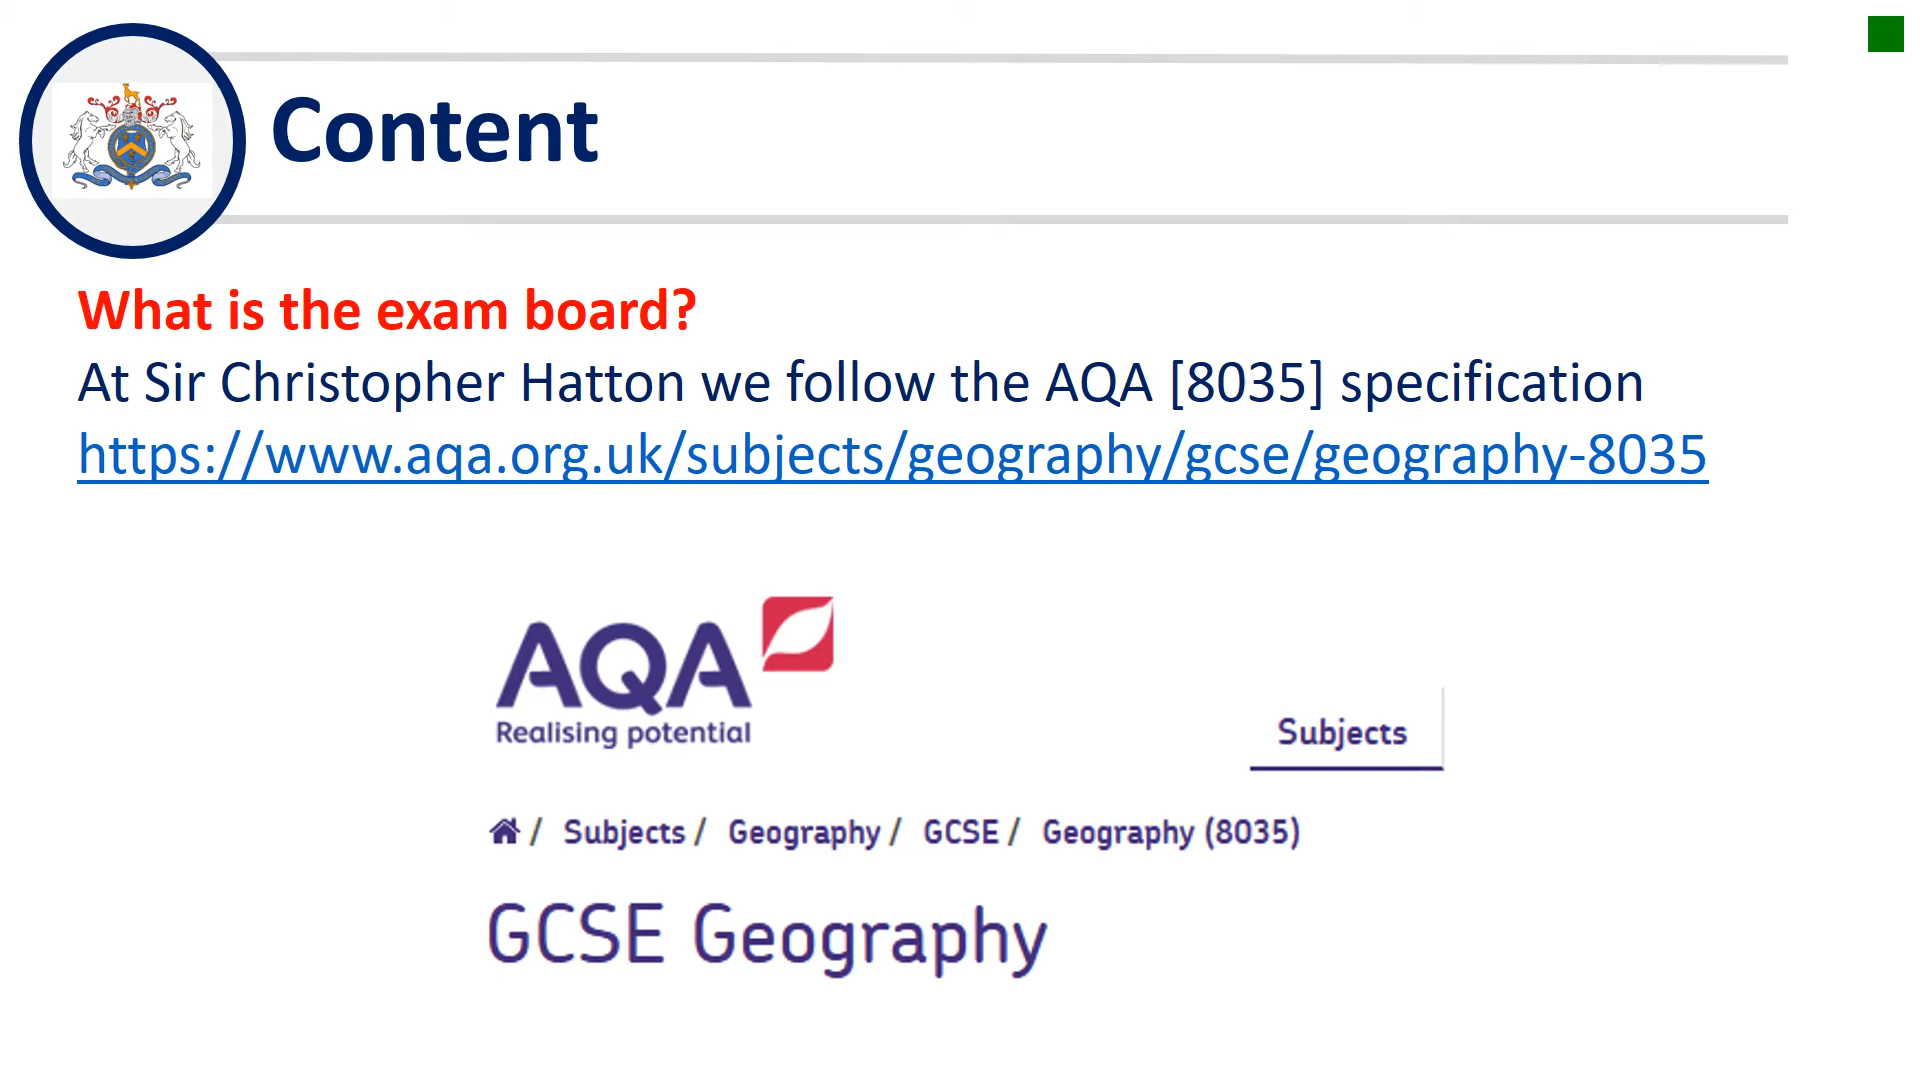 Content
What is the exam board?
At Sir Christopher Hatton we follow the AQA [8035] specification
https://www.aqa.org.uk/subjects/geography/gcse/geography-8035
AQA
Realising potential
Subjects
/ Subjects / Geography / GCSE / Geography (8035)
GCSE Geography